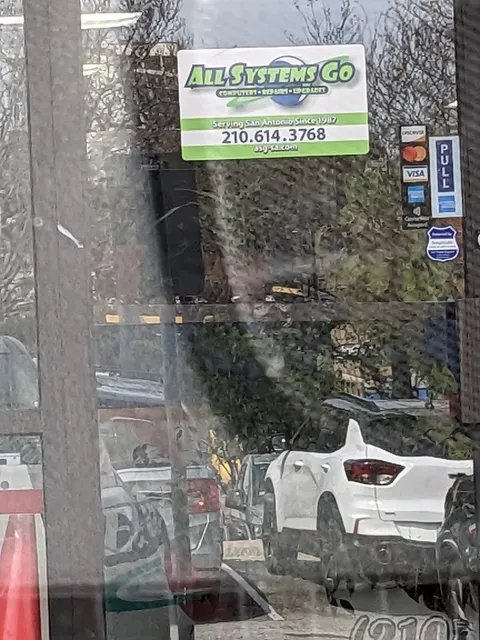 ALL SYSTEMS GO
COMPUTERS • REPAIRS • UPGRADES
Serving San Antonio Since 1987
210.614.3768
asg-sa.com
DISCOVER
VISA
PULL
(210)